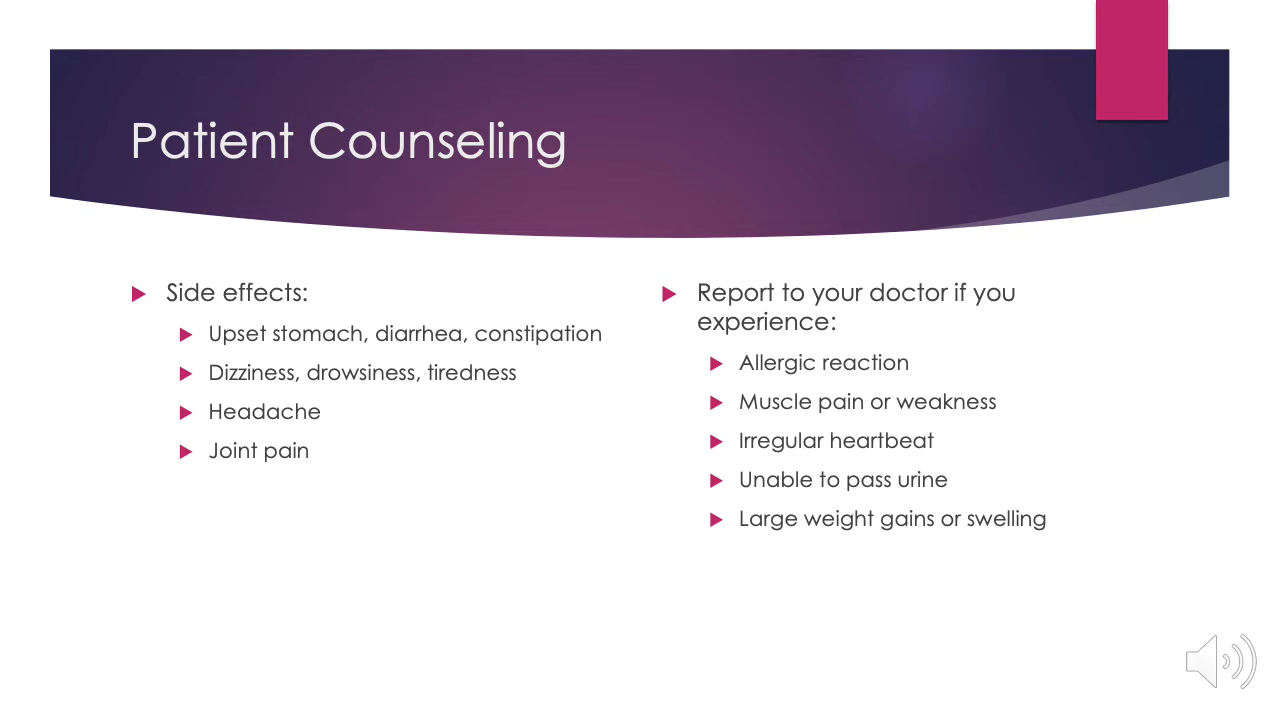 Patient Counseling
Side effects:
Upset stomach, diarrhea, constipation
Dizziness, drowsiness, tiredness
Headache
Joint pain
Report to your doctor if you
experience:
Allergic reaction
Muscle pain or weakness
Irregular heartbeat
Unable to pass urine
Large weight gains or swelling